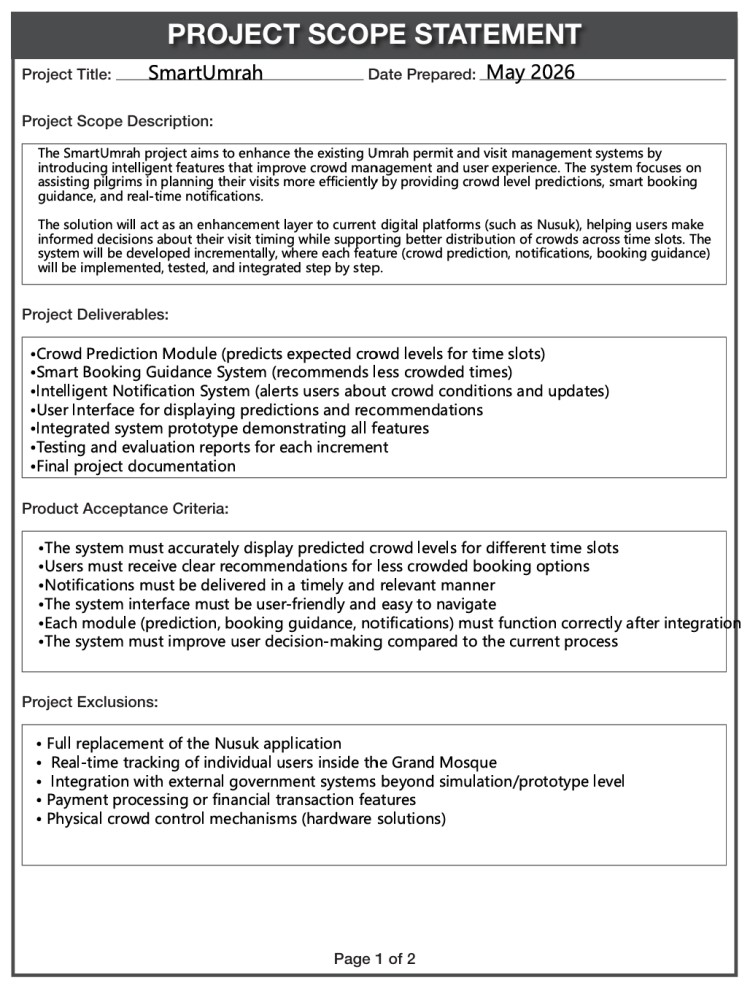 PROJECT SCOPE STATEMENT
Project Title: SmartUmrah Date Prepared: May 2026
Project Scope Description:
The SmartUmrah project aims to enhance the existing Umrah permit and visit management systems by
introducing intelligent features that improve crowd management and user experience. The system focuses on
assisting pilgrims in planning their visits more efficiently by providing crowd level predictions, smart booking
guidance, and real-time notifications.
The solution will act as an enhancement layer to current digital platforms (such as Nusuk), helping users make
informed decisions about their visit timing while supporting better distribution of crowds across time slots. The
system will be developed incrementally, where each feature (crowd prediction, notifications, booking guidance)
will be implemented, tested, and integrated step by step.
Project Deliverables:
•Crowd Prediction Module (predicts expected crowd levels for time slots)
•Smart Booking Guidance System (recommends less crowded times)
•Intelligent Notification System (alerts users about crowd conditions and updates)
•User Interface for displaying predictions and recommendations
•Integrated system prototype demonstrating all features
•Testing and evaluation reports for each increment
•Final project documentation
Product Acceptance Criteria:
•The system must accurately display predicted crowd levels for different time slots
•Users must receive clear recommendations for less crowded booking options
•Notifications must be delivered in a timely and relevant manner
•The system interface must be user-friendly and easy to navigate
•Each module (prediction, booking guidance, notifications) must function correctly after integration
•The system must improve user decision-making compared to the current process
Project Exclusions:
• Full replacement of the Nusuk application
• Real-time tracking of individual users inside the Grand Mosque
• Integration with external government systems beyond simulation/prototype level
• Payment processing or financial transaction features
• Physical crowd control mechanisms (hardware solutions)
Page 1 of 2